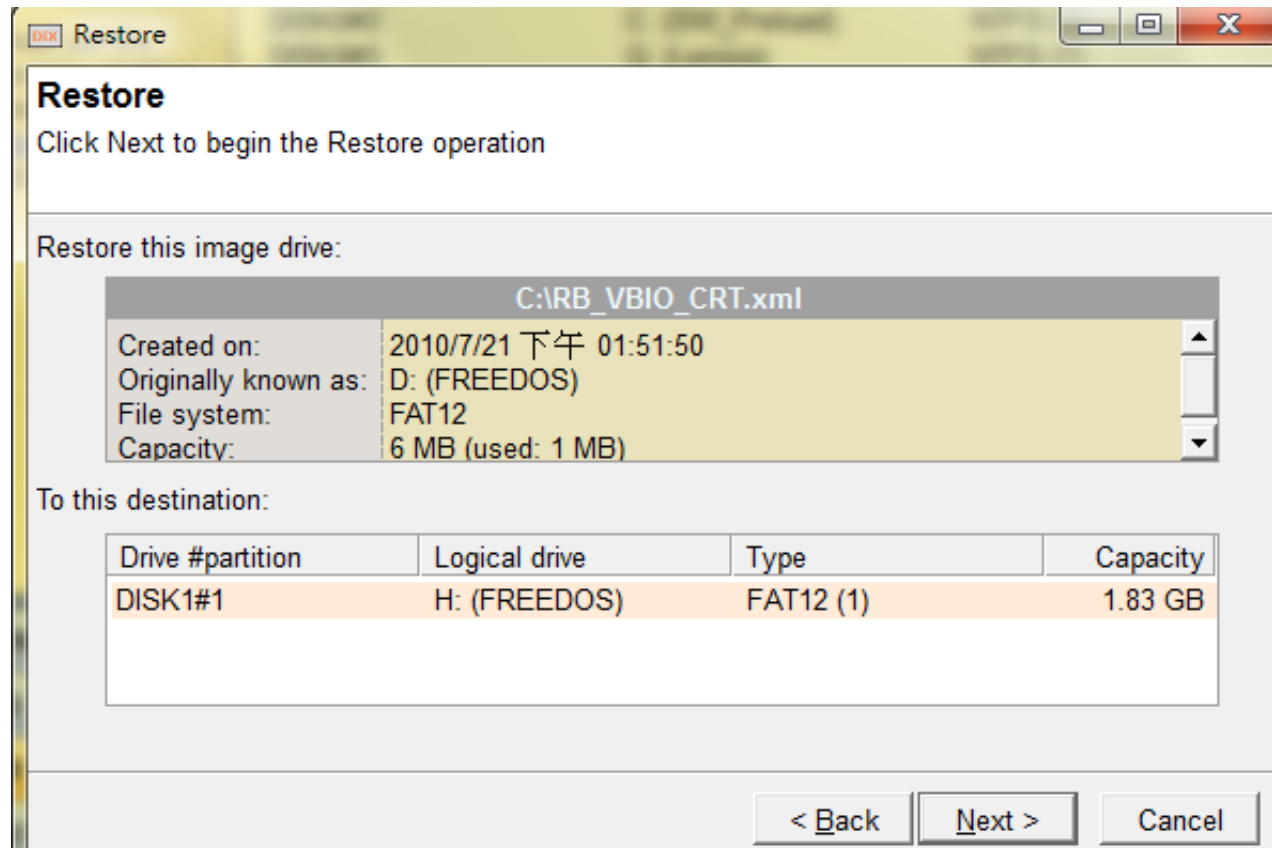 DiX Restore
Restore
Click Next to begin the Restore operation
Restore this image drive:
C:\RB_VBIO_CRT.xml
Created on: 2010/7/21 下午 01:51:50
Originally known as: D: (FREEDOS)
File system: FAT12
Capacity: 6 MB (used: 1 MB)
To this destination:
Drive #partition Logical drive Type Capacity
DISK1#1 H: (FREEDOS) FAT12 (1) 1.83 GB
< Back Next > Cancel